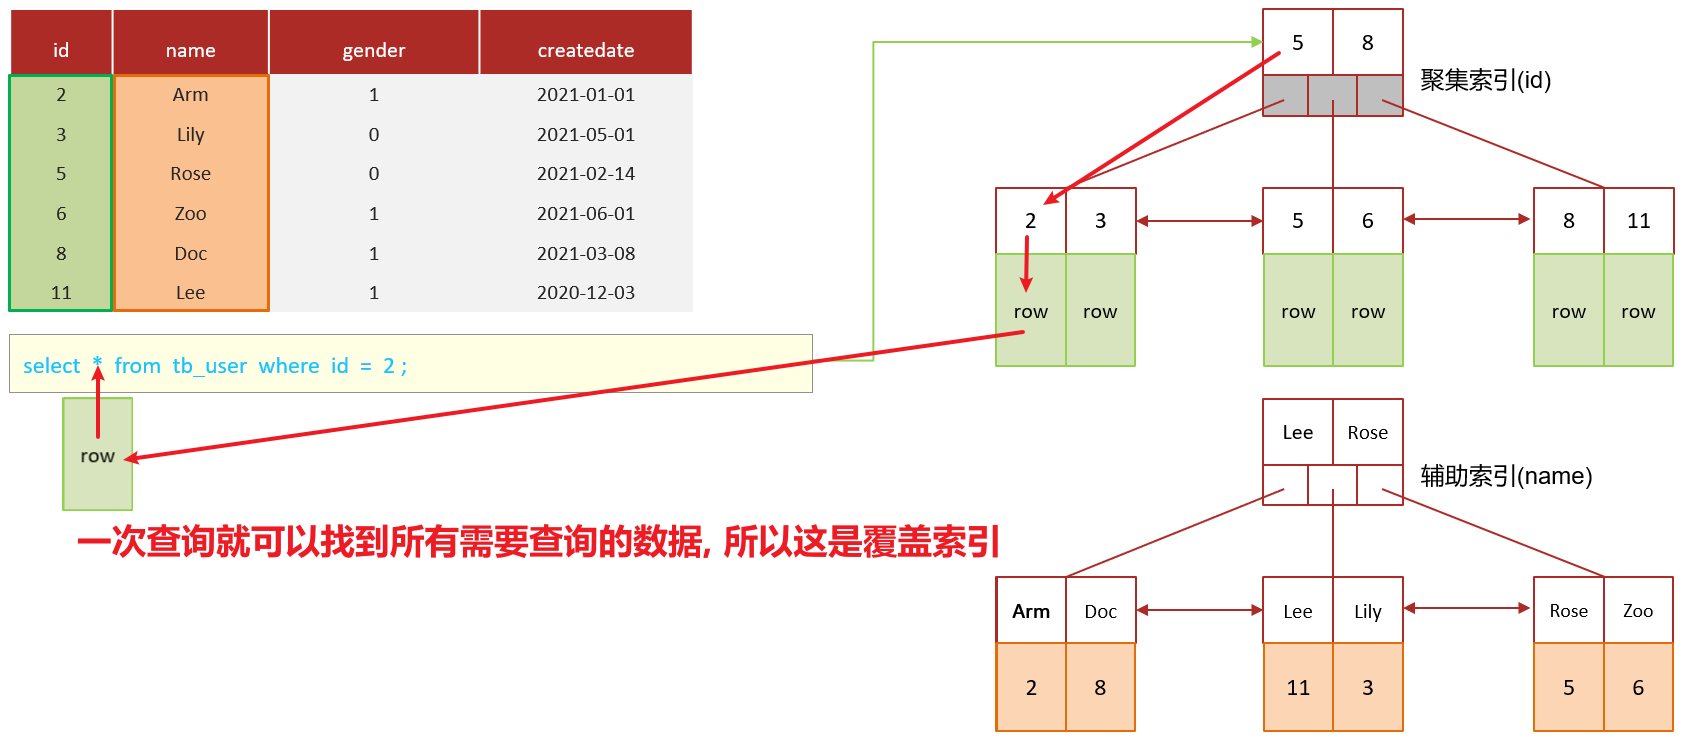 id name gender createdate
2 Arm 1 2021-01-01
3 Lily 0 2021-05-01
5 Rose 0 2021-02-14
6 Zoo 1 2021-06-01
8 Doc 1 2021-03-08
11 Lee 1 2020-12-03
select * from tb_user where id = 2 ;
row
一次查询就可以找到所有需要查询的数据, 所以这是覆盖索引
5 8
聚集索引(id)
2 3 5 6 8 11
row row row row row row
Lee Rose
辅助索引(name)
Arm Doc Lee Lily Rose Zoo
2 8 11 3 5 6